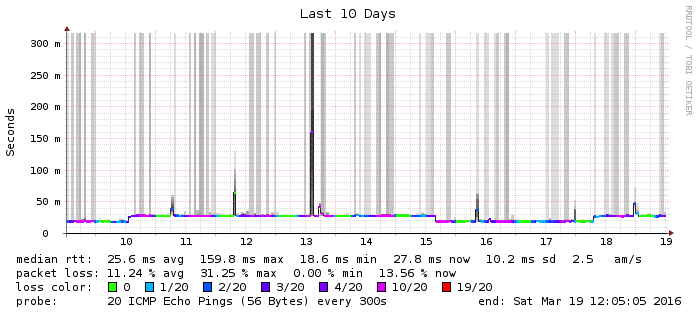 Last 10 Days
RRDTOOL / TOBI OETIKER
Seconds
300 m
250 m
200 m
150 m
100 m
50 m
0
10 11 12 13 14 15 16 17 18 19
median rtt: 25.6 ms avg 159.8 ms max 18.6 ms min 27.8 ms now 10.2 ms sd 2.5 am/s
packet loss: 11.24 % avg 31.25 % max 0.00 % min 13.56 % now
loss color: 0 1/20 2/20 3/20 4/20 10/20 19/20
probe: 20 ICMP Echo Pings (56 Bytes) every 300s end: Sat Mar 19 12:05:05 2016